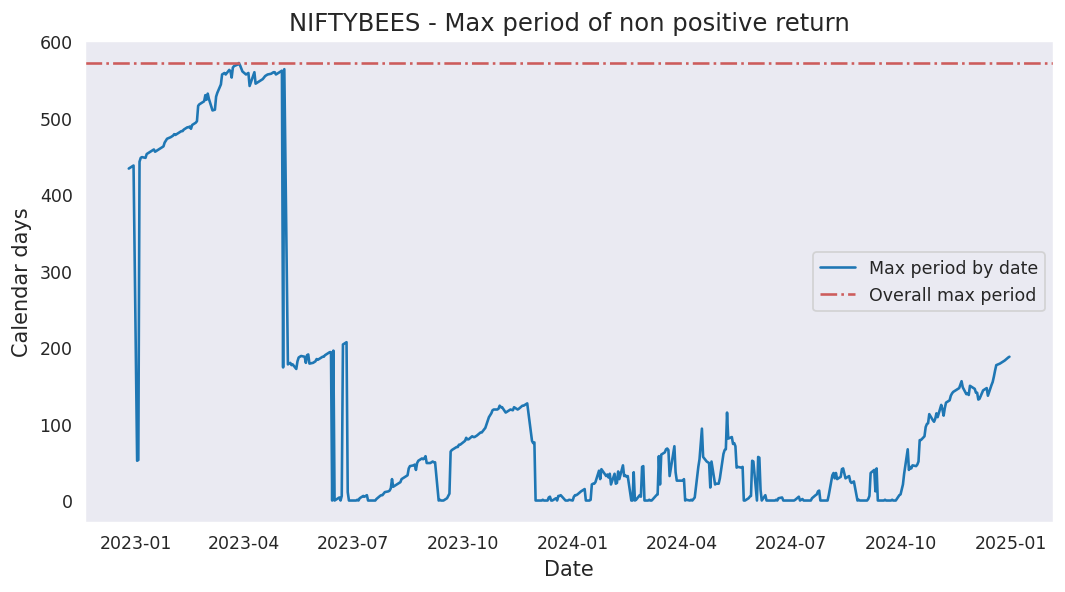 NIFTYBEES - Max period of non positive return
600
500
400
300
200
100
0
Calendar days
Max period by date
Overall max period
2023-01 2023-04 2023-07 2023-10 2024-01 2024-04 2024-07 2024-10 2025-01
Date